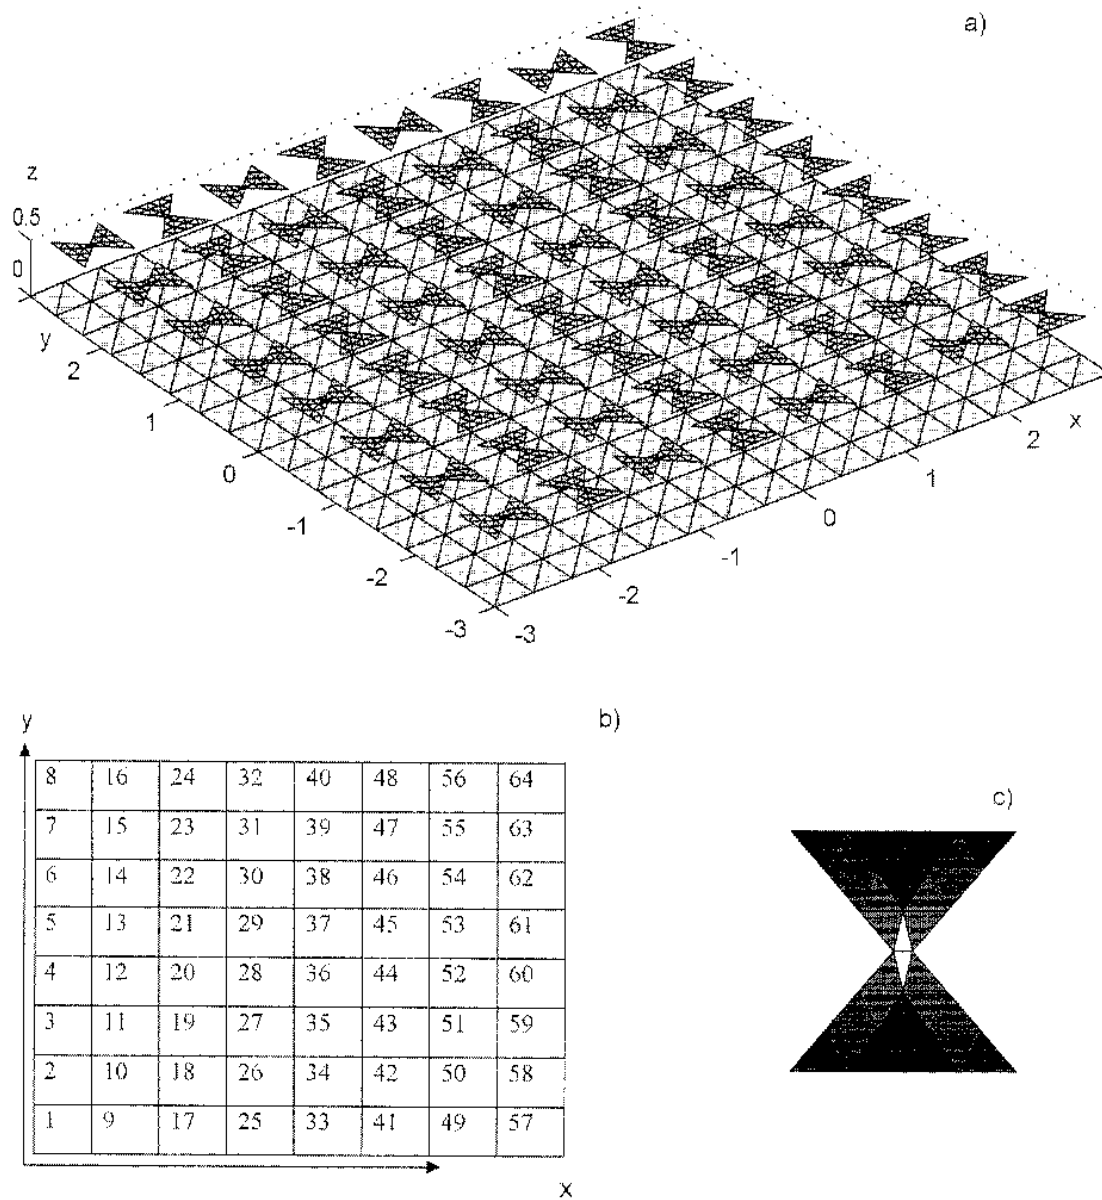 a)
z
0.5
0
y
2
1
0
-1
-2
-3
-3
-2
-1
0
1
2
x
y
b)
8 16 24 32 40 48 56 64
7 15 23 31 39 47 55 63
6 14 22 30 38 46 54 62
5 13 21 29 37 45 53 61
4 12 20 28 36 44 52 60
3 11 19 27 35 43 51 59
2 10 18 26 34 42 50 58
1 9 17 25 33 41 49 57
x
c)